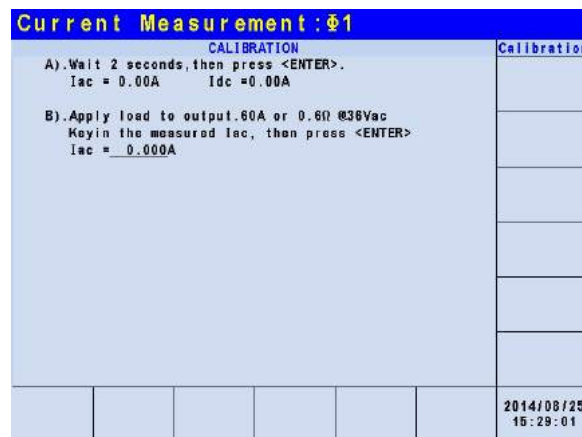 Current Measurement:Φ1
CALIBRATION
Calibration
A).Wait 2 seconds,then press <ENTER>.
Iac = 0.00A Idc =0.00A
B).Apply load to output.60A or 0.6Ω @36Vac
Keyin the measured Iac, then press <ENTER>
Iac = 0.000A
2014/08/25
15:29:01